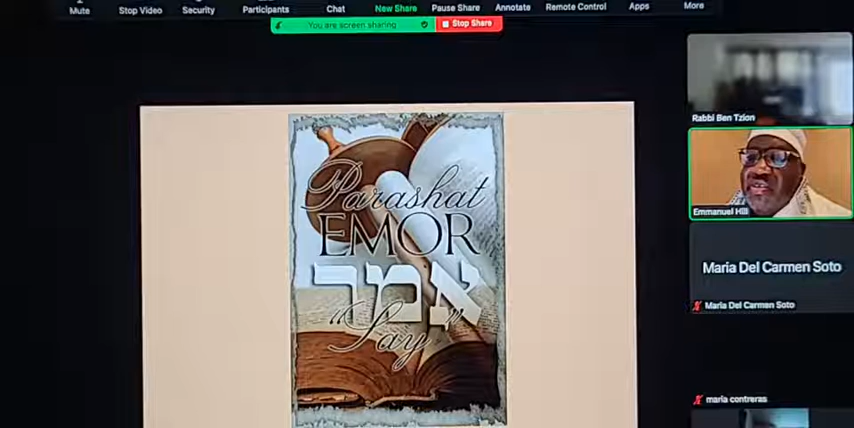 Mute
Stop Video
Security
Participants
Chat
New Share
Pause Share
Annotate
Remote Control
Apps
More
You are screen sharing
Stop Share
Rabbi Ben Tzion
Emmanuel Hill
Maria Del Carmen Soto
Maria Del Carmen Soto
maria contreras
Parashat
EMOR
אמר
"Say"